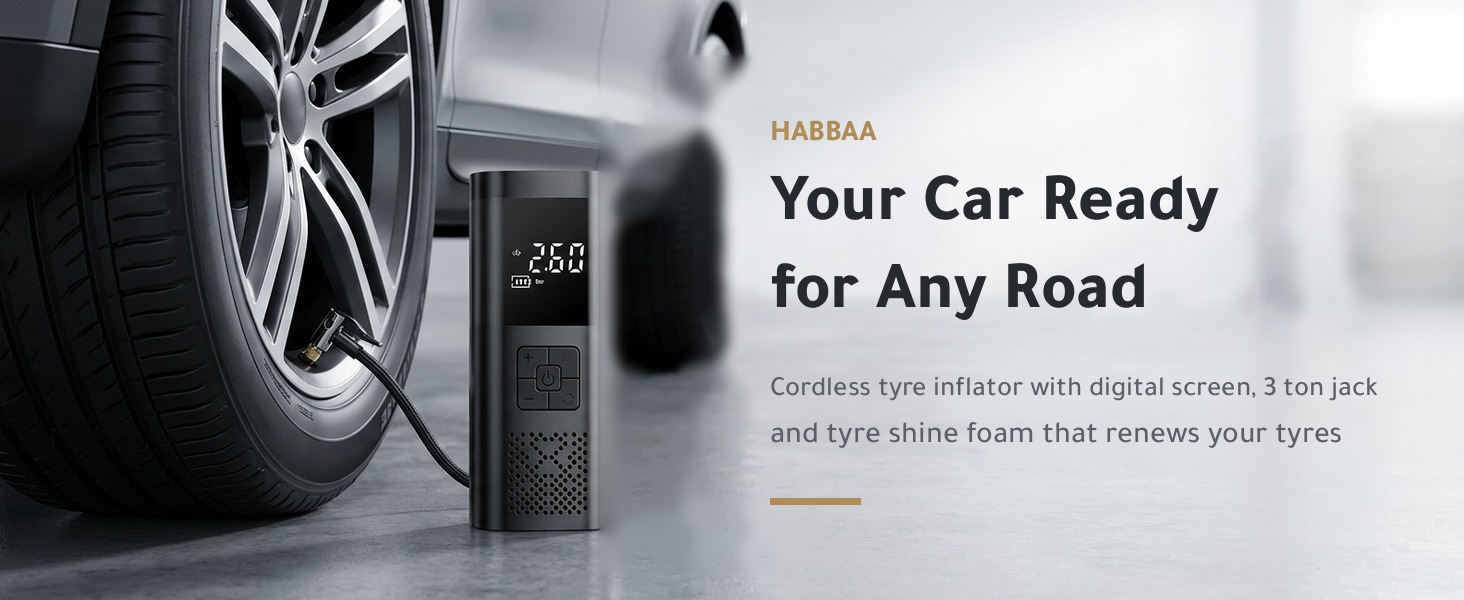 HABBAA
Your Car Ready
for Any Road
Cordless tyre inflator with digital screen, 3 ton jack
and tyre shine foam that renews your tyres
2.60
Bar
+
−